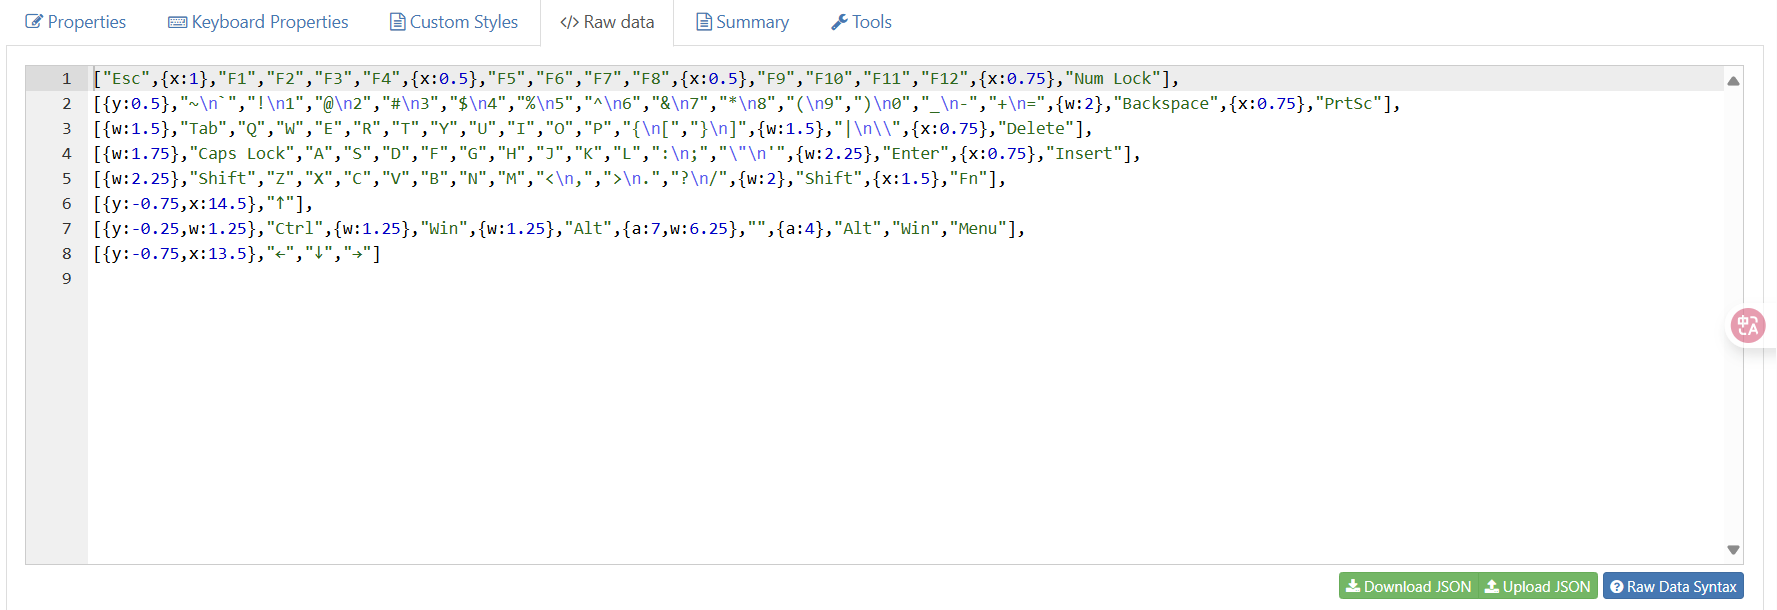 Properties Keyboard Properties Custom Styles </> Raw data Summary Tools
1 ["Esc",{x:1},"F1","F2","F3","F4",{x:0.5},"F5","F6","F7","F8",{x:0.5},"F9","F10","F11","F12",{x:0.75},"Num Lock"],
2 [{y:0.5},"~\n`","!\n1","@\n2","#\n3","$\n4","%\n5","^\n6","&\n7","*\n8","(\n9",")\n0","_\n-","+\n=",{w:2},"Backspace",{x:0.75},"PrtSc"],
3 [{w:1.5},"Tab","Q","W","E","R","T","Y","U","I","O","P","{\n[","}\n]",{w:1.5},"|\n\\",{x:0.75},"Delete"],
4 [{w:1.75},"Caps Lock","A","S","D","F","G","H","J","K","L",":\n;","\"\n'",{w:2.25},"Enter",{x:0.75},"Insert"],
5 [{w:2.25},"Shift","Z","X","C","V","B","N","M","<\n,",">\n.","?\n/",{w:2},"Shift",{x:1.5},"Fn"],
6 [{y:-0.75,x:14.5},"↑"],
7 [{y:-0.25,w:1.25},"Ctrl",{w:1.25},"Win",{w:1.25},"Alt",{a:7,w:6.25},"",{a:4},"Alt","Win","Menu"],
8 [{y:-0.75,x:13.5},"←","↓","→"]
9
中A
Download JSON Upload JSON Raw Data Syntax